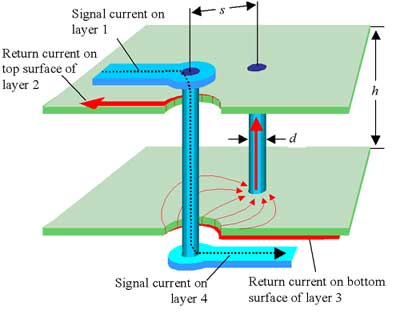 Signal current on
layer 1
s
Return current on
top surface of
layer 2
h
d
Signal current on
layer 4
Return current on bottom
surface of layer 3